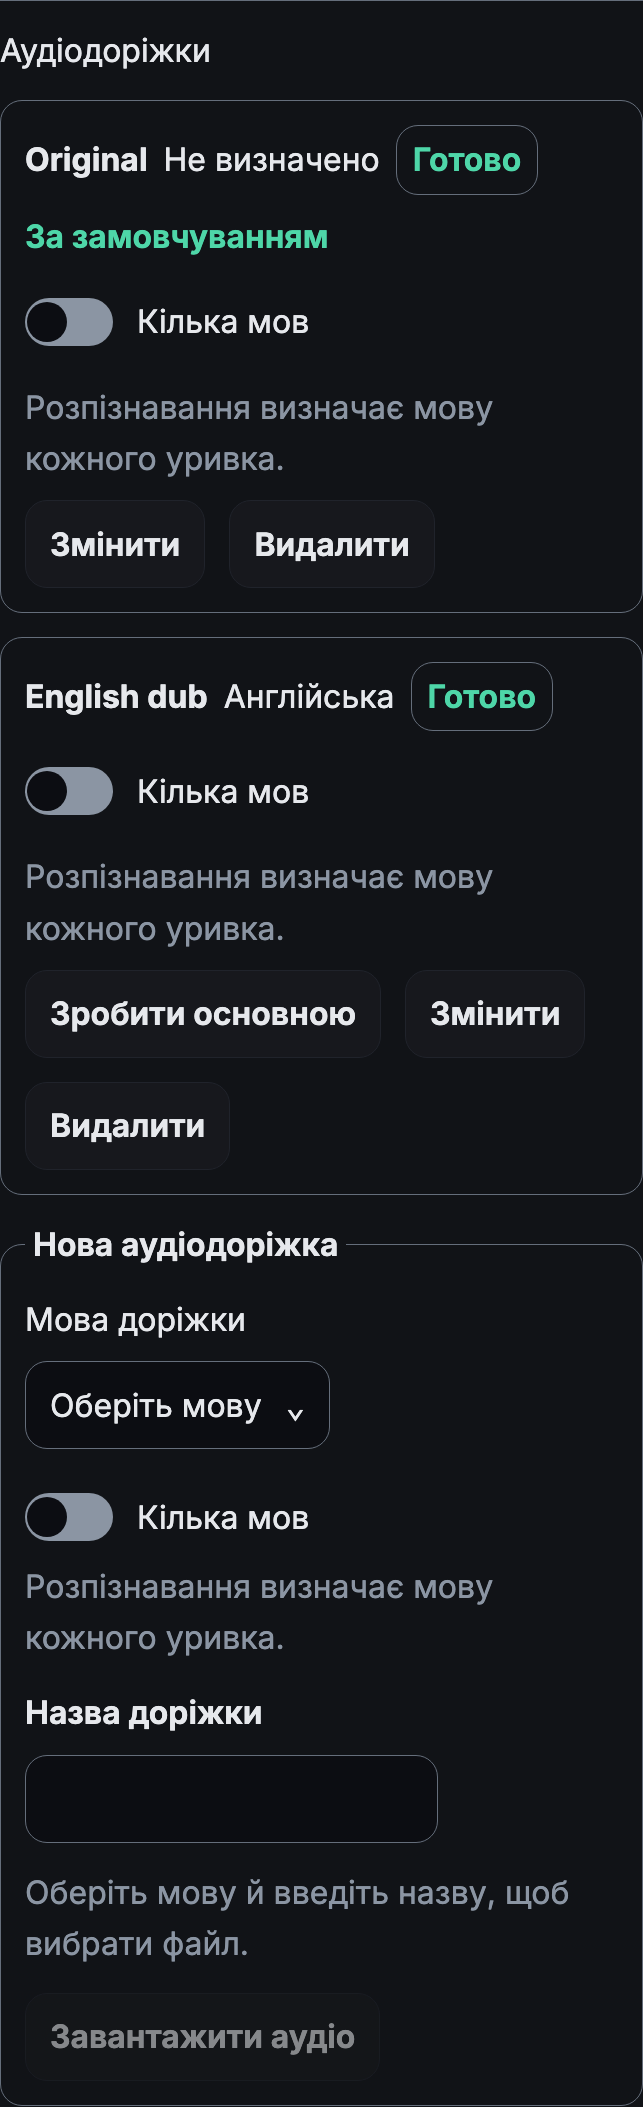 Аудіодоріжки
Original Не визначено Готово
За замовчуванням
Кілька мов
Розпізнавання визначає мову
кожного уривка.
Змінити Видалити
English dub Англійська Готово
Кілька мов
Розпізнавання визначає мову
кожного уривка.
Зробити основною Змінити
Видалити
Нова аудіодоріжка
Мова доріжки
Оберіть мову
Кілька мов
Розпізнавання визначає мову
кожного уривка.
Назва доріжки
Оберіть мову й введіть назву, щоб
вибрати файл.
Завантажити аудіо